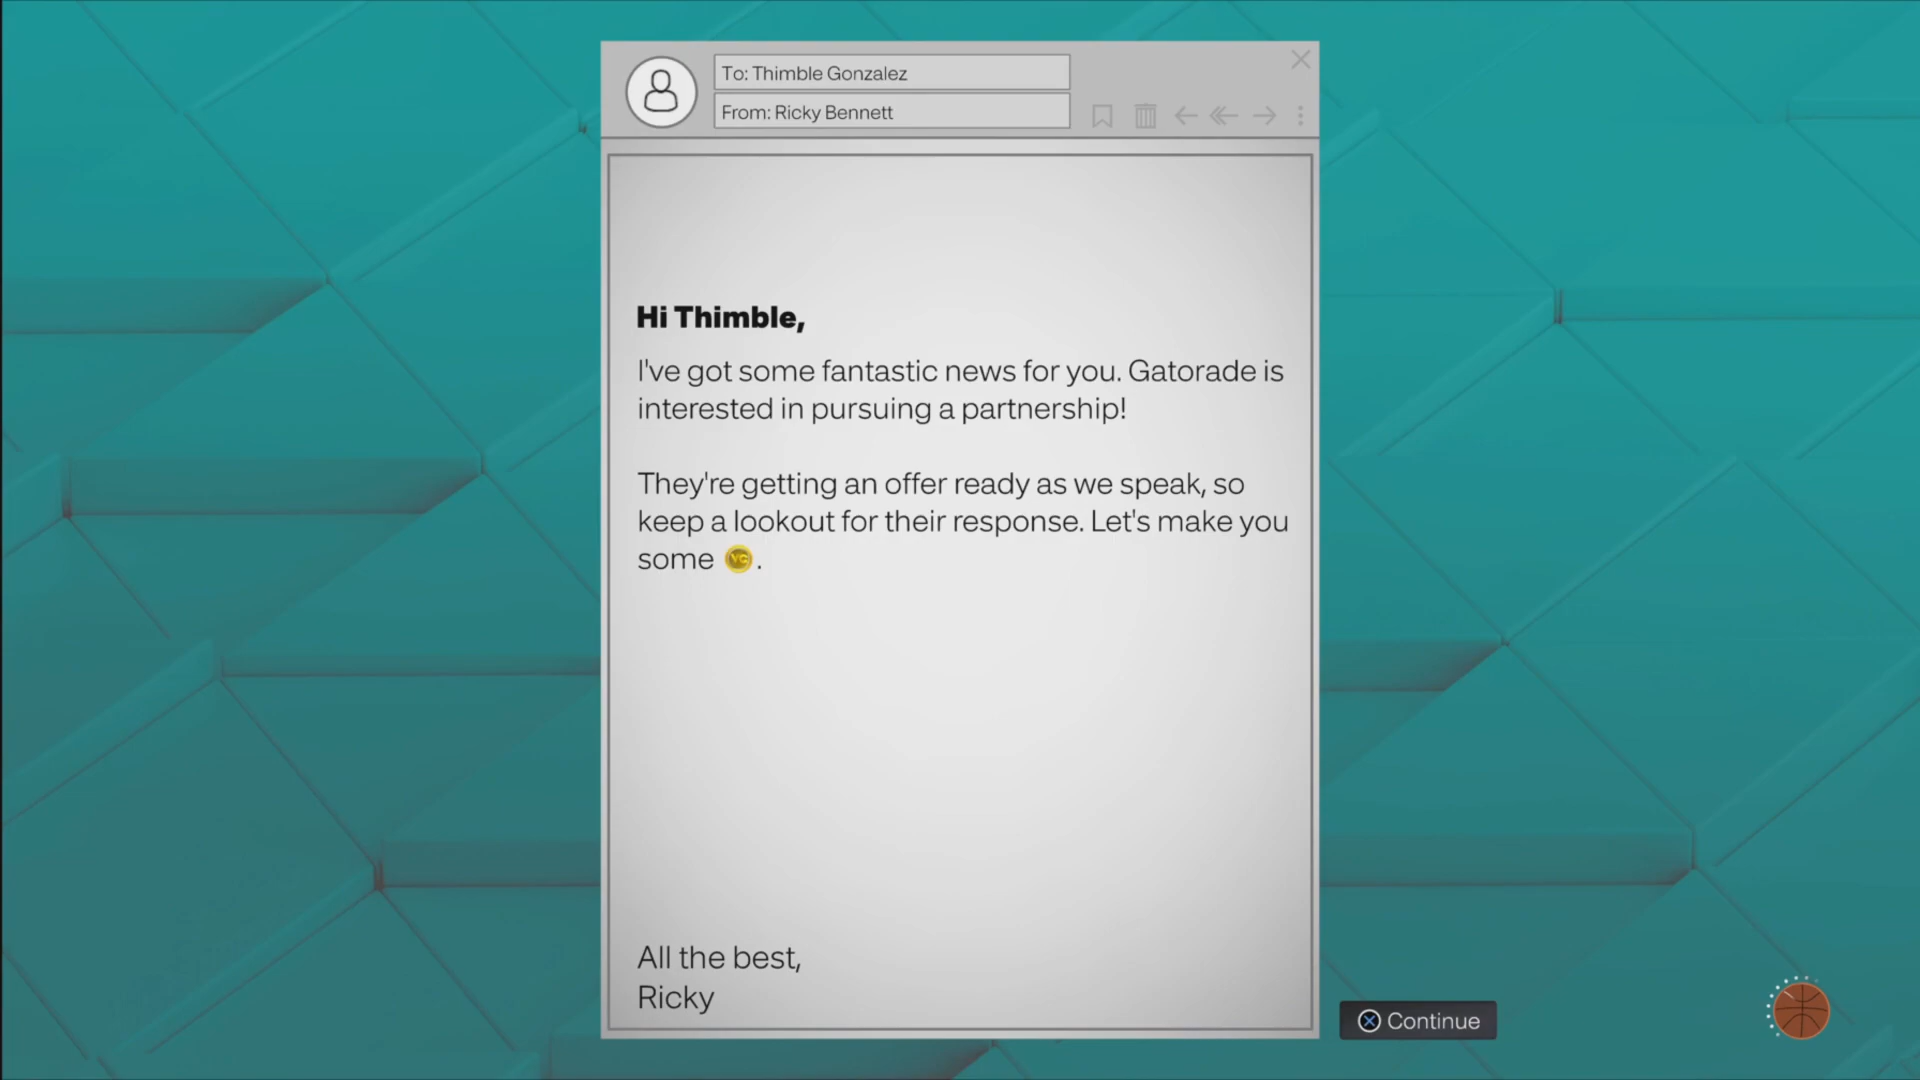 To: Thimble Gonzalez
From: Ricky Bennett
Hi Thimble,
I've got some fantastic news for you. Gatorade is
interested in pursuing a partnership!
They're getting an offer ready as we speak, so
keep a lookout for their response. Let's make you
some VC .
All the best,
Ricky
Continue